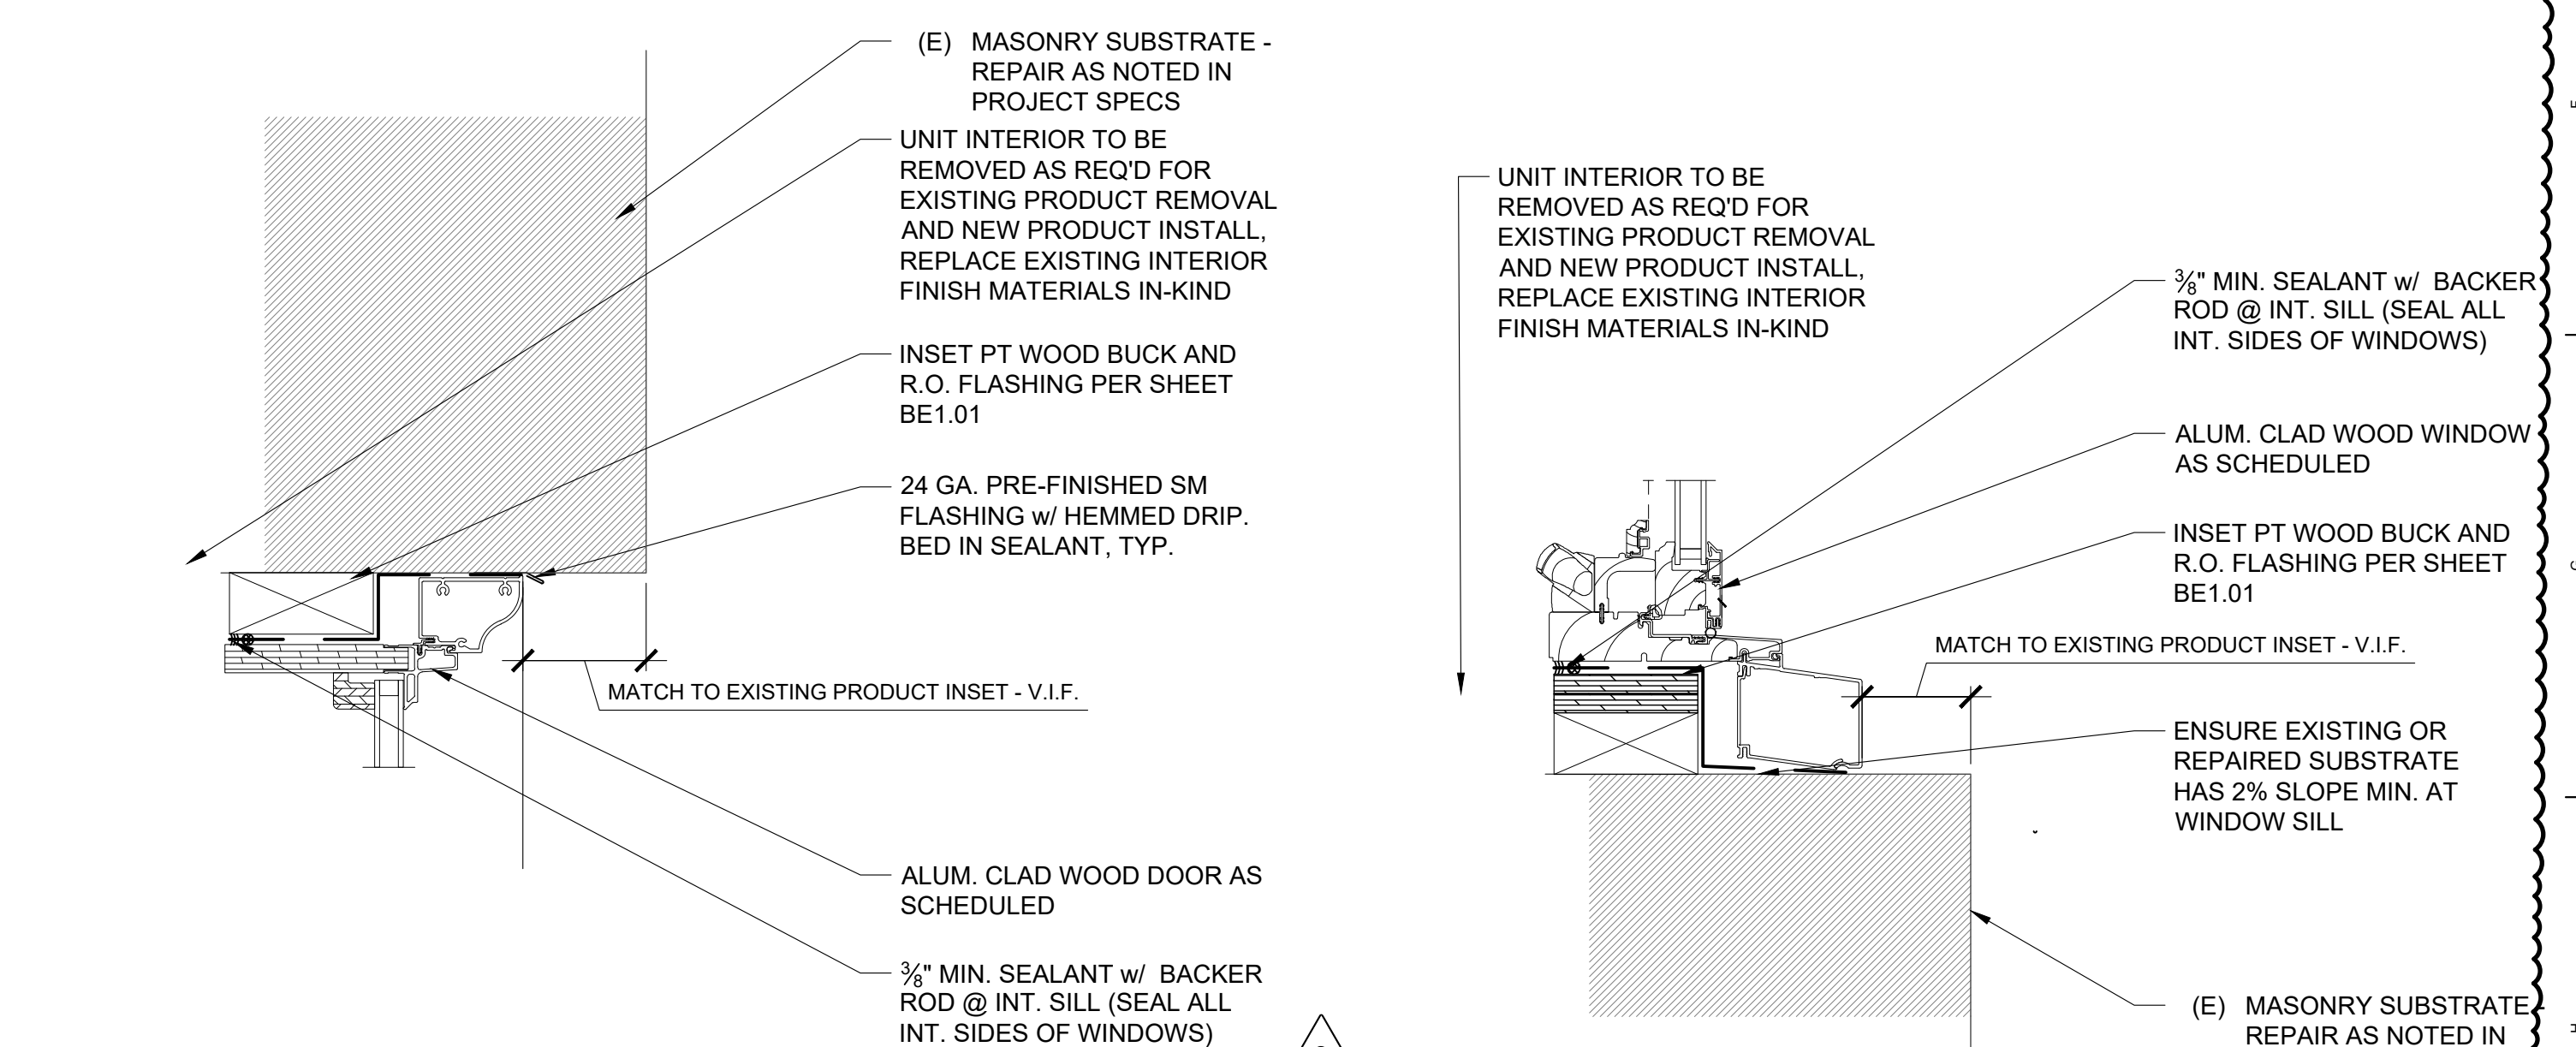 (E) MASONRY SUBSTRATE -
REPAIR AS NOTED IN
PROJECT SPECS
UNIT INTERIOR TO BE
REMOVED AS REQ'D FOR
EXISTING PRODUCT REMOVAL
AND NEW PRODUCT INSTALL,
REPLACE EXISTING INTERIOR
FINISH MATERIALS IN-KIND
INSET PT WOOD BUCK AND
R.O. FLASHING PER SHEET
BE1.01
24 GA. PRE-FINISHED SM
FLASHING w/ HEMMED DRIP.
BED IN SEALANT, TYP.
MATCH TO EXISTING PRODUCT INSET - V.I.F.
ALUM. CLAD WOOD DOOR AS
SCHEDULED
⅜" MIN. SEALANT w/ BACKER
ROD @ INT. SILL (SEAL ALL
INT. SIDES OF WINDOWS)
UNIT INTERIOR TO BE
REMOVED AS REQ'D FOR
EXISTING PRODUCT REMOVAL
AND NEW PRODUCT INSTALL,
REPLACE EXISTING INTERIOR
FINISH MATERIALS IN-KIND
⅜" MIN. SEALANT w/ BACKER
ROD @ INT. SILL (SEAL ALL
INT. SIDES OF WINDOWS)
ALUM. CLAD WOOD WINDOW
AS SCHEDULED
INSET PT WOOD BUCK AND
R.O. FLASHING PER SHEET
BE1.01
MATCH TO EXISTING PRODUCT INSET - V.I.F.
ENSURE EXISTING OR
REPAIRED SUBSTRATE
HAS 2% SLOPE MIN. AT
WINDOW SILL
(E) MASONRY SUBSTRATE -
REPAIR AS NOTED IN